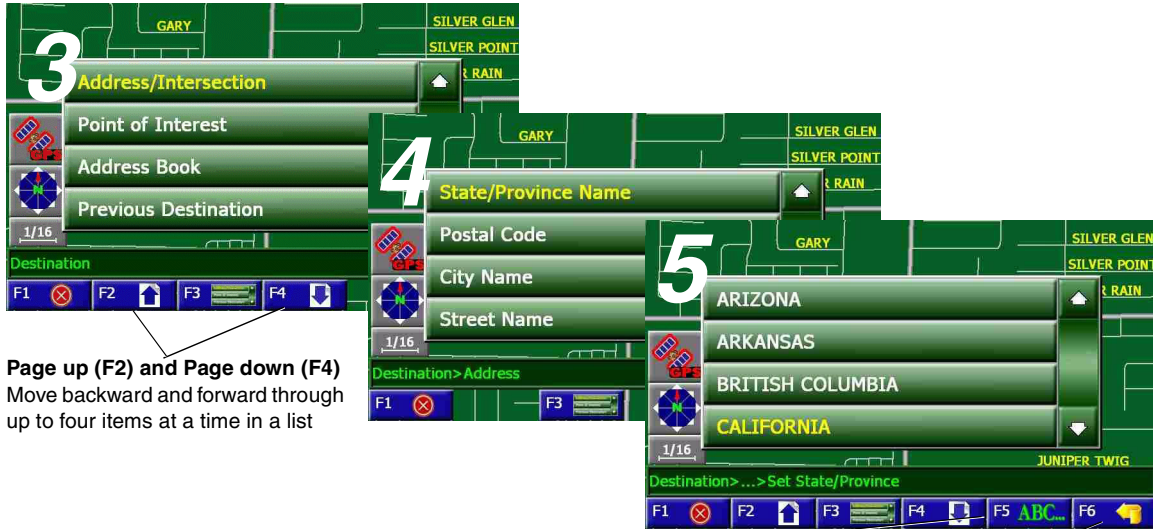 3
GARY
SILVER GLEN
SILVER POINT
R RAIN
Address/Intersection
Point of Interest
Address Book
Previous Destination
GPS
N
1/16
Destination
F1 F2 F3 F4
Page up (F2) and Page down (F4)
Move backward and forward through
up to four items at a time in a list
4
GARY
SILVER GLEN
SILVER POINT
R RAIN
State/Province Name
Postal Code
City Name
Street Name
GPS
N
1/16
Destination>Address
F1 F3
5
GARY
SILVER GLEN
SILVER POINT
R RAIN
ARIZONA
ARKANSAS
BRITISH COLUMBIA
CALIFORNIA
GPS
N
1/16
JUNIPER TWIG
Destination>...>Set State/Province
F1 F2 F3 F4 F5 ABC... F6